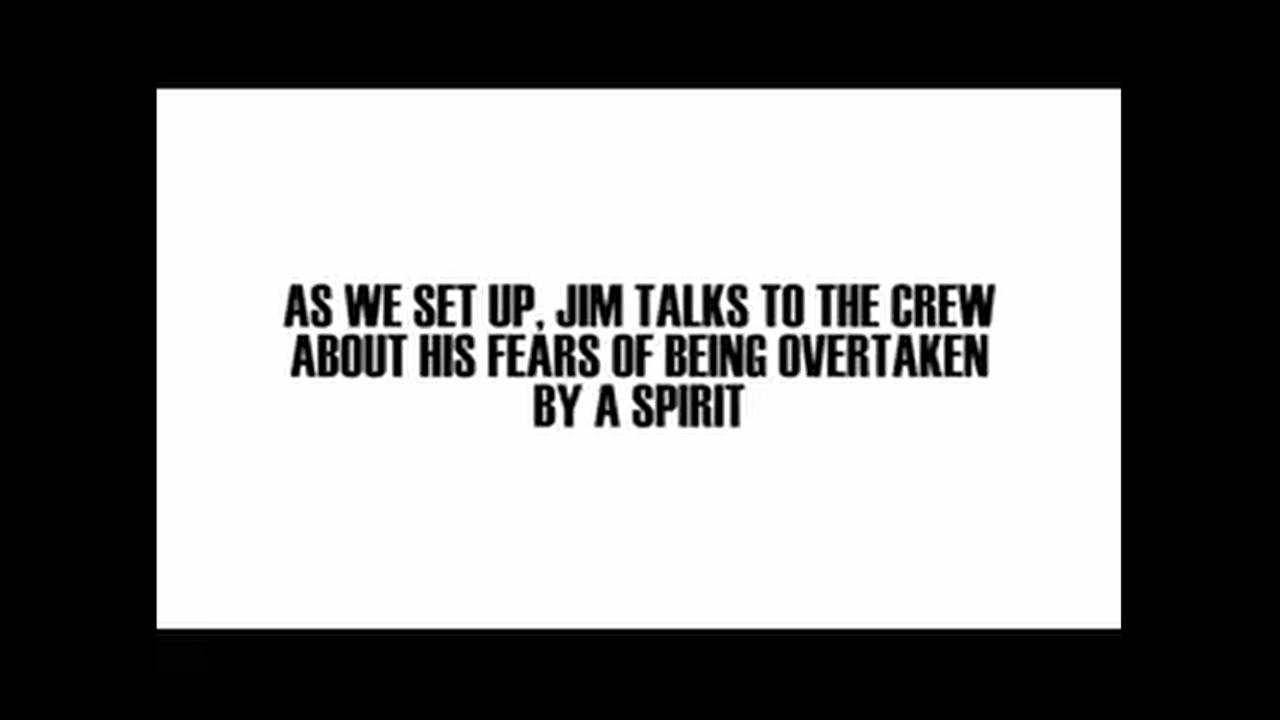 AS WE SET UP, JIM TALKS TO THE CREW
ABOUT HIS FEARS OF BEING OVERTAKEN
BY A SPIRIT